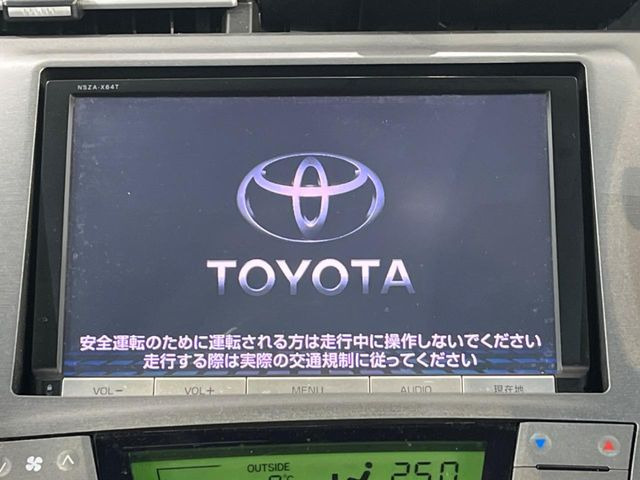 NSZA-X64T
TOYOTA
安全運転のために運転される方は走行中に操作しないでください
走行する際は実際の交通規制に従ってください
VOL－ VOL＋ MENU AUDIO 現在地
OUTSIDE
℃ 25.0